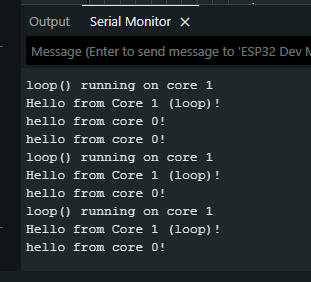 Output Serial Monitor ×
Message (Enter to send message to 'ESP32 Dev M
loop() running on core 1
Hello from Core 1 (loop)!
hello from core 0!
hello from core 0!
loop() running on core 1
Hello from Core 1 (loop)!
hello from core 0!
loop() running on core 1
Hello from Core 1 (loop)!
hello from core 0!